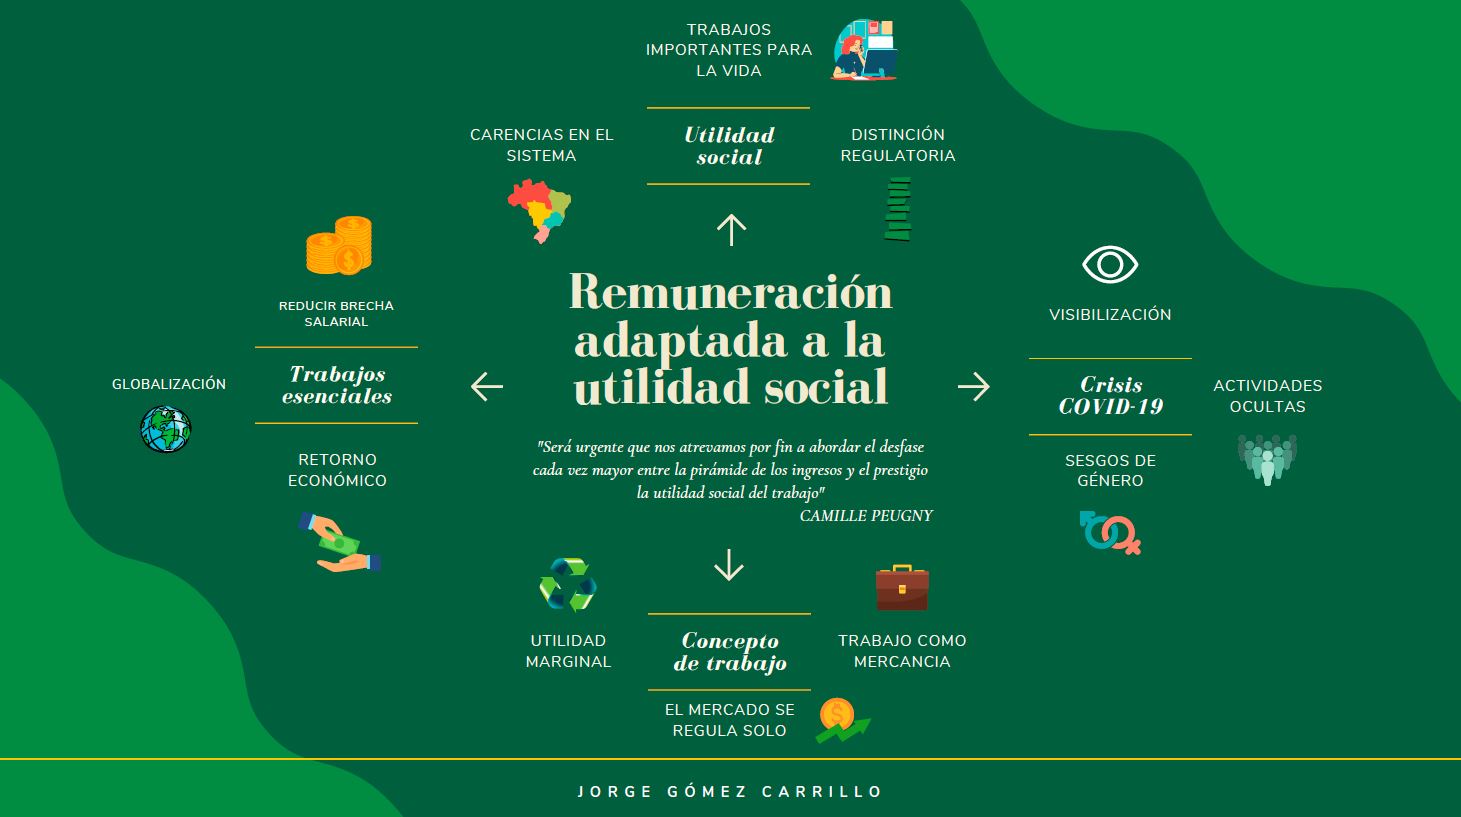 TRABAJOS
IMPORTANTES PARA
LA VIDA
CARENCIAS EN EL
SISTEMA
Utilidad
social
DISTINCIÓN
REGULATORIA
REDUCIR BRECHA
SALARIAL
GLOBALIZACIÓN
Trabajos
esenciales
RETORNO
ECONÓMICO
Remuneración
adaptada a la
utilidad social
"Será urgente que nos atrevamos por fin a abordar el desfase
cada vez mayor entre la pirámide de los ingresos y el prestigio
la utilidad social del trabajo"
CAMILLE PEUGNY
VISIBILIZACIÓN
Crisis
COVID-19
ACTIVIDADES
OCULTAS
SESGOS DE
GÉNERO
UTILIDAD
MARGINAL
Concepto
de trabajo
TRABAJO COMO
MERCANCIA
EL MERCADO SE
REGULA SOLO
JORGE GÓMEZ CARRILLO